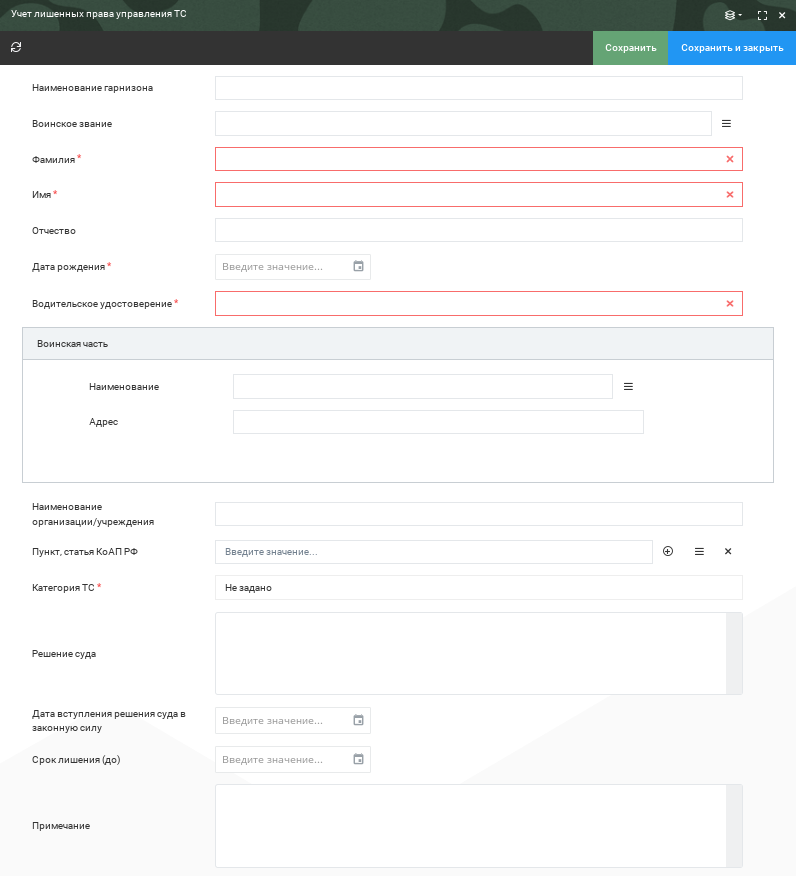 Учет лишенных права управления ТС
Сохранить
Сохранить и закрыть
Наименование гарнизона
Воинское звание
Фамилия *
Имя *
Отчество
Дата рождения * Введите значение...
Водительское удостоверение *
Воинская часть
Наименование
Адрес
Наименование
организации/учреждения
Пункт, статья КоАП РФ Введите значение...
Категория ТС * Не задано
Решение суда
Дата вступления решения суда в
законную силу
Введите значение...
Срок лишения (до) Введите значение...
Примечание